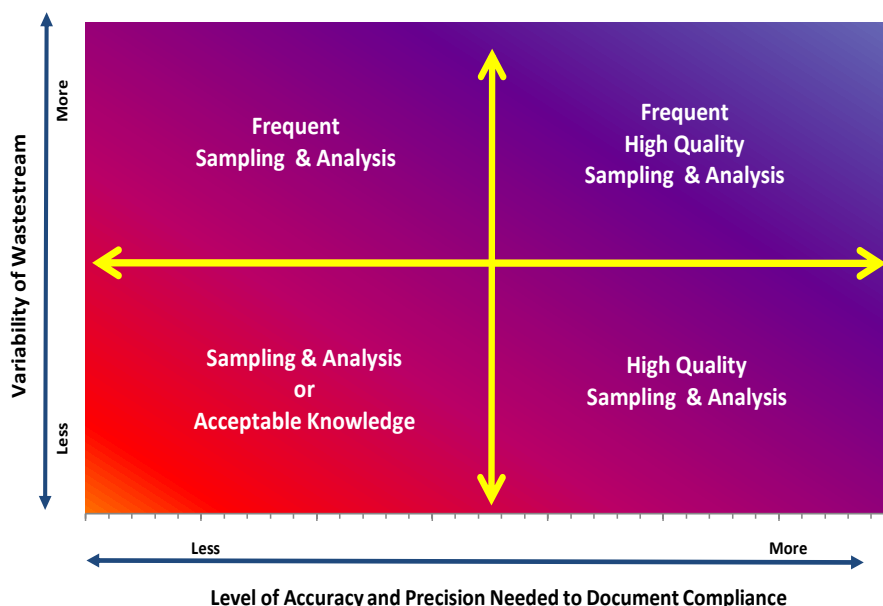 Variability of Wastestream
More
Less
Frequent
Sampling & Analysis
Frequent
High Quality
Sampling & Analysis
Sampling & Analysis
or
Acceptable Knowledge
High Quality
Sampling & Analysis
Less
More
Level of Accuracy and Precision Needed to Document Compliance